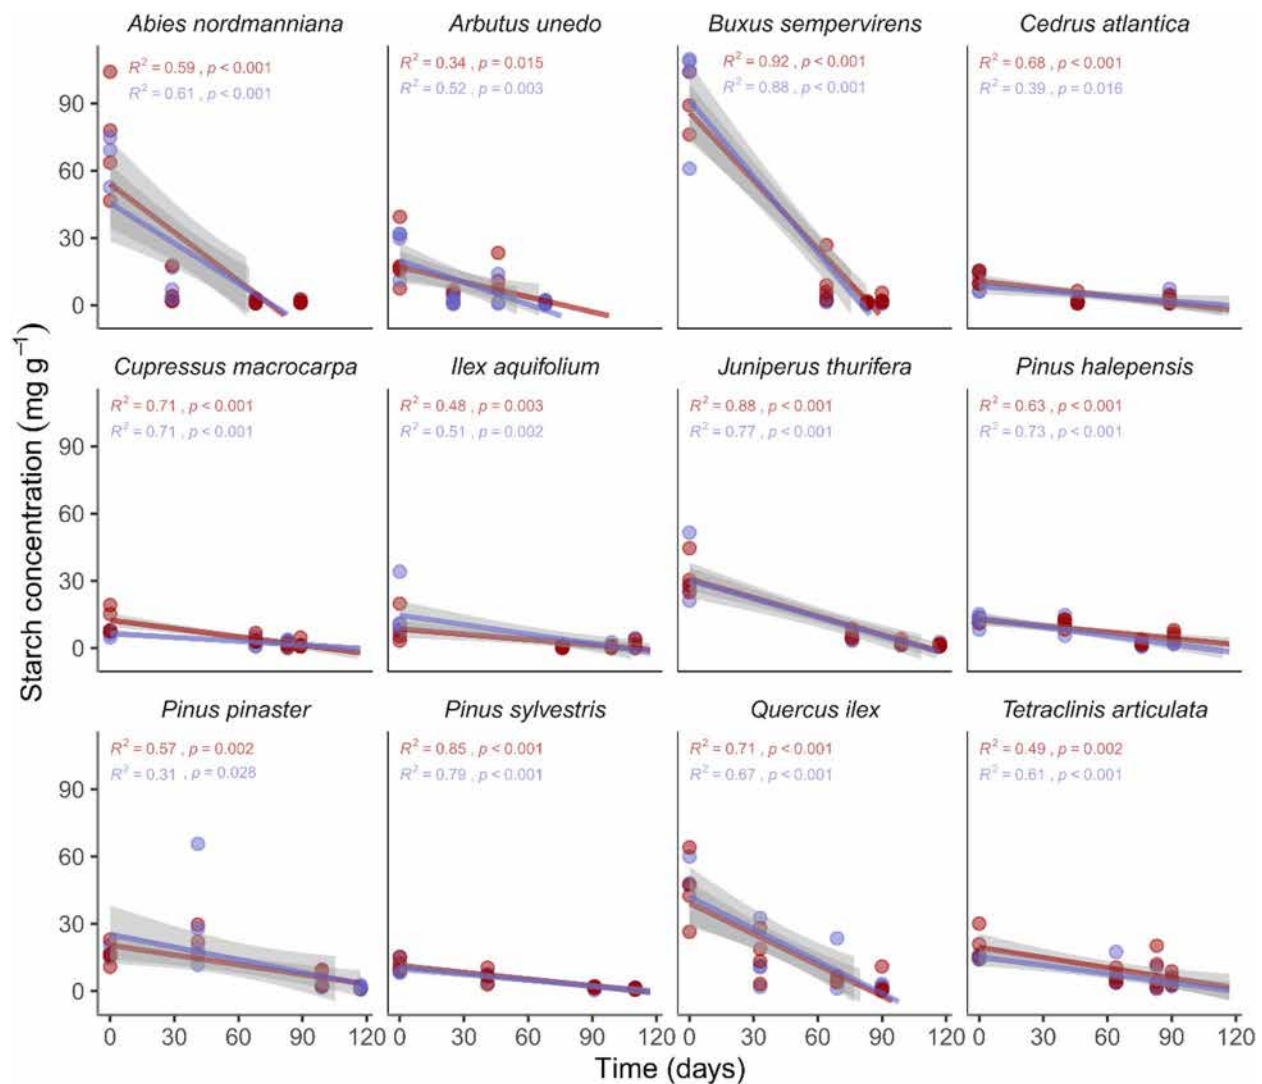 Abies nordmanniana
Arbutus unedo
Buxus sempervirens
Cedrus atlantica
R² = 0.59 , p < 0.001
R² = 0.61 , p < 0.001
R² = 0.34 , p = 0.015
R² = 0.52 , p = 0.003
R² = 0.92 , p < 0.001
R² = 0.88 , p < 0.001
R² = 0.68 , p < 0.001
R² = 0.39 , p = 0.016
90
60
30
0
Cupressus macrocarpa
Ilex aquifolium
Juniperus thurifera
Pinus halepensis
R² = 0.71 , p < 0.001
R² = 0.71 , p < 0.001
R² = 0.48 , p = 0.003
R² = 0.51 , p = 0.002
R² = 0.88 , p < 0.001
R² = 0.77 , p < 0.001
R² = 0.63 , p < 0.001
R² = 0.73 , p < 0.001
90
60
30
0
Starch concentration (mg g⁻¹)
Pinus pinaster
Pinus sylvestris
Quercus ilex
Tetraclinis articulata
R² = 0.57 , p = 0.002
R² = 0.31 , p = 0.028
R² = 0.85 , p < 0.001
R² = 0.79 , p < 0.001
R² = 0.71 , p < 0.001
R² = 0.67 , p < 0.001
R² = 0.49 , p = 0.002
R² = 0.61 , p < 0.001
90
60
30
0
0 30 60 90 120
0 30 60 90 120
0 30 60 90 120
0 30 60 90 120
Time (days)